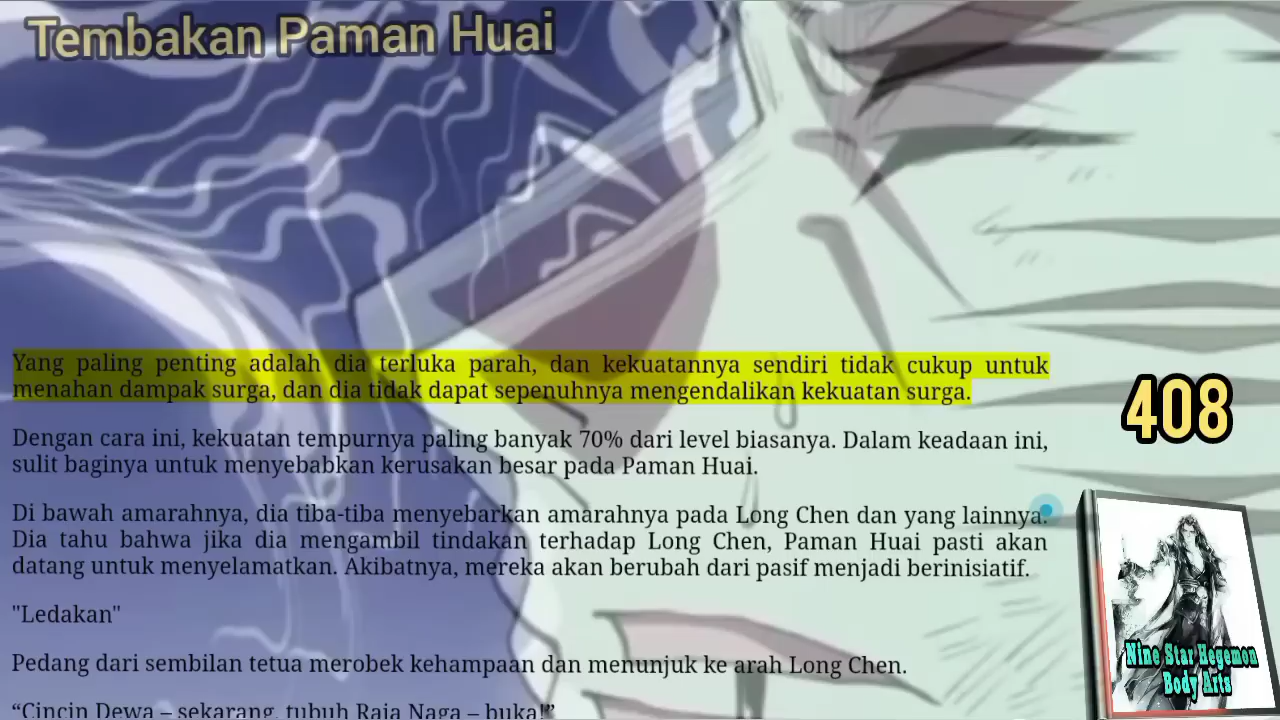 Tembakan Paman Huai
Yang paling penting adalah dia terluka parah, dan kekuatannya sendiri tidak cukup untuk
menahan dampak surga, dan dia tidak dapat sepenuhnya mengendalikan kekuatan surga.
Dengan cara ini, kekuatan tempurnya paling banyak 70% dari level biasanya. Dalam keadaan ini,
sulit baginya untuk menyebabkan kerusakan besar pada Paman Huai.
Di bawah amarahnya, dia tiba-tiba menyebarkan amarahnya pada Long Chen dan yang lainnya.
Dia tahu bahwa jika dia mengambil tindakan terhadap Long Chen, Paman Huai pasti akan
datang untuk menyelamatkan. Akibatnya, mereka akan berubah dari pasif menjadi berinisiatif.
"Ledakan"
Pedang dari sembilan tetua merobek kehampaan dan menunjuk ke arah Long Chen.
“Cincin Dewa – sekarang, tubuh Raja Naga – buka!”
408
Nine Star Hegemon
Body Arts